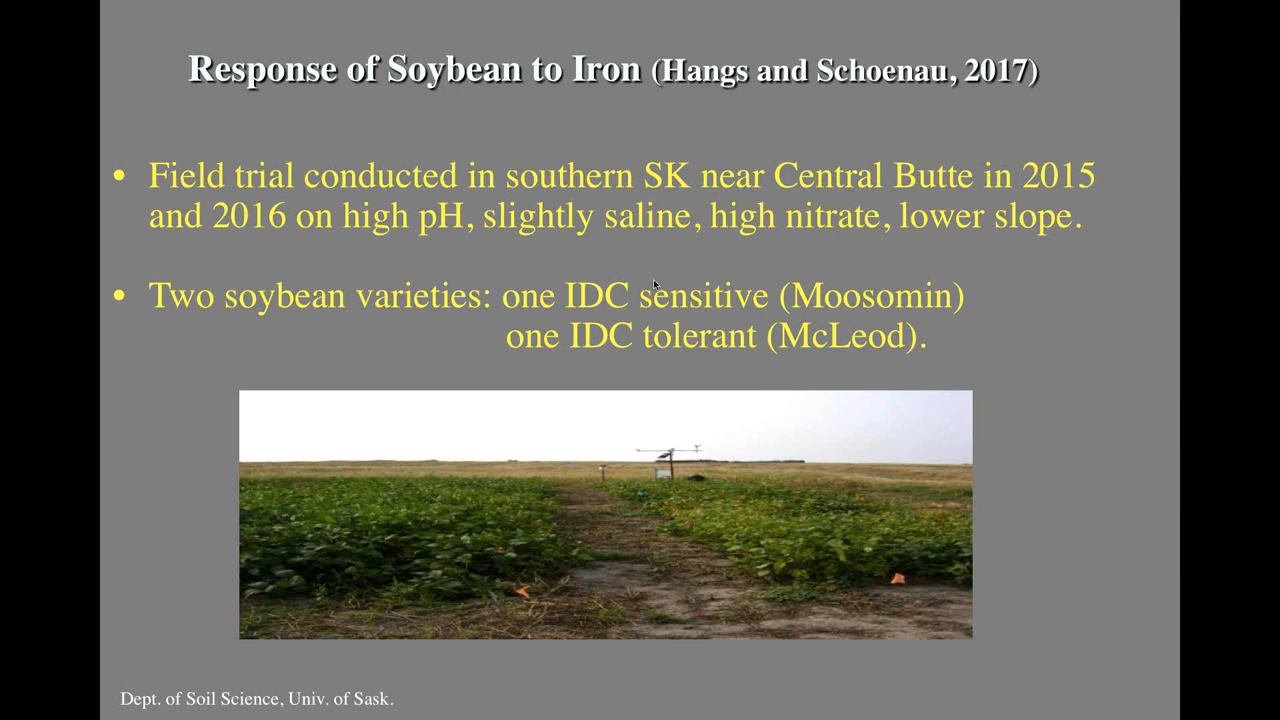 Response of Soybean to Iron (Hangs and Schoenau, 2017)
• Field trial conducted in southern SK near Central Butte in 2015
and 2016 on high pH, slightly saline, high nitrate, lower slope.
• Two soybean varieties: one IDC sensitive (Moosomin)
one IDC tolerant (McLeod).
Dept. of Soil Science, Univ. of Sask.